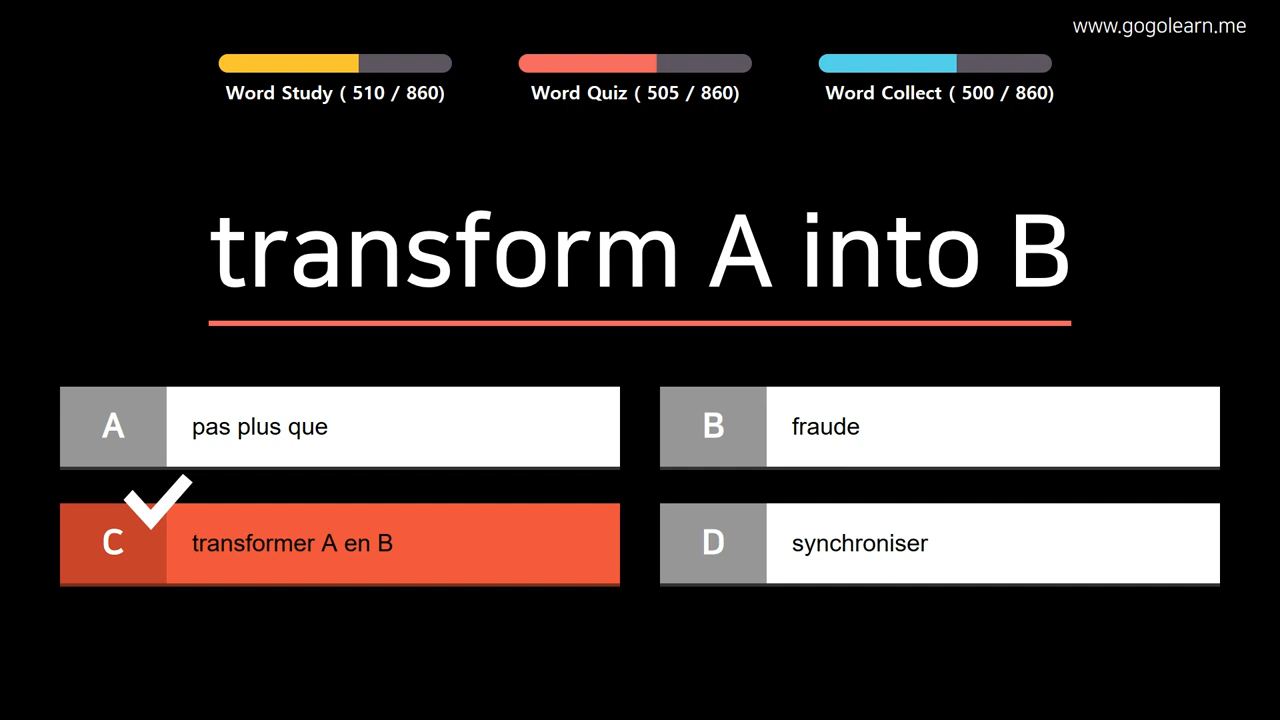 www.gogolearn.me
Word Study ( 510 / 860)
Word Quiz ( 505 / 860)
Word Collect ( 500 / 860)
transform A into B
A
pas plus que
B
fraude
C
transformer A en B
D
synchroniser